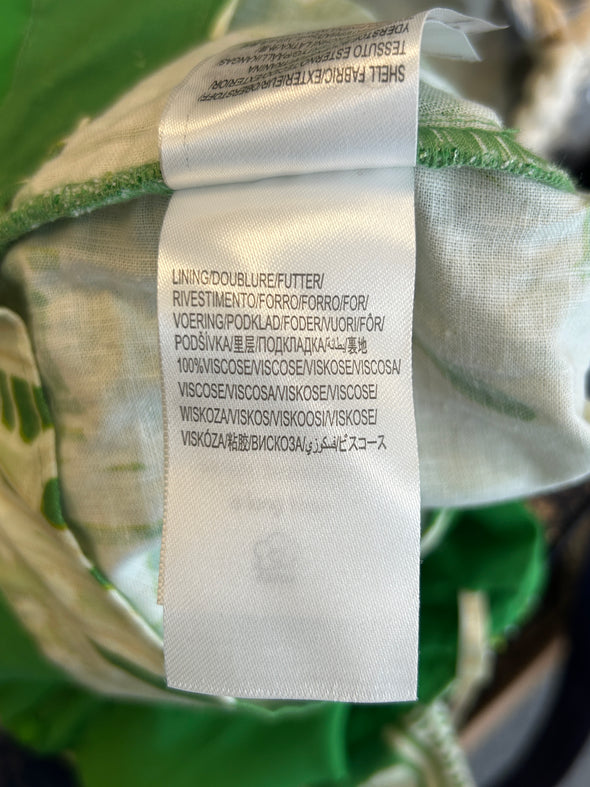 SHELL FABRIC/EXTERIEUR/OBERSTOFF/
TESSUTO ESTERNO
LINING/DOUBLURE/FUTTER/
RIVESTIMENTO/FORRO/FORRO/FOR/
VOERING/PODKLAD/FODER/VUORI/FÔR/
PODŠÍVKA/里层/ПОДКЛАДКА/بطانة/裏地
100%VISCOSE/VISCOSE/VISKOSE/VISCOSA/
VISCOSE/VISCOSA/VISKOSE/VISCOSE/
WISKOZA/VISKOS/VISKOOSI/VISKOSE/
VISKÓZA/粘胶/ВИСКОЗА/فسكوزي/ビスコース